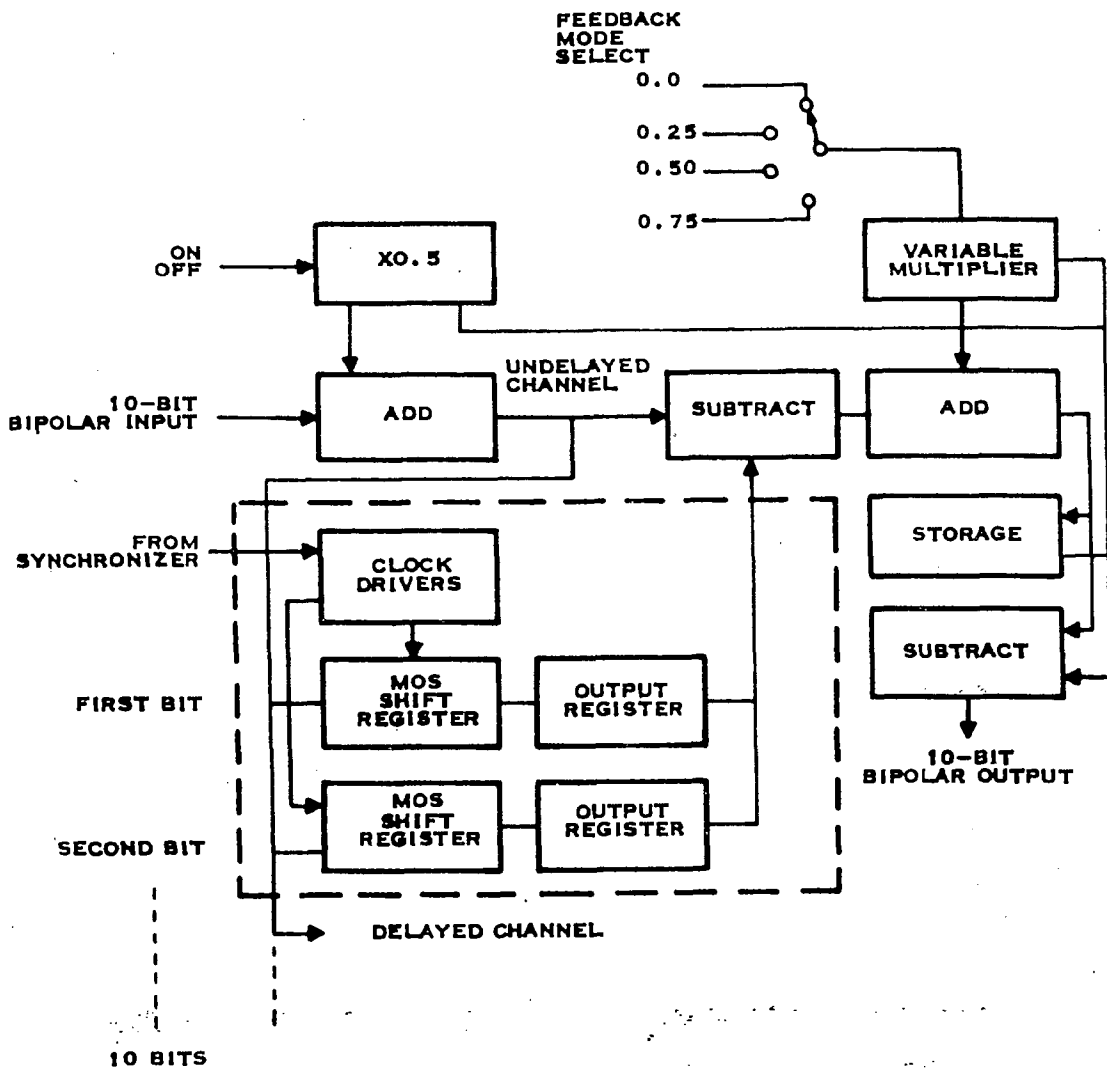 FEEDBACK
MODE
SELECT
0.0
0.25
0.50
0.75
ON
OFF
X0.5
VARIABLE
MULTIPLIER
10-BIT
BIPOLAR INPUT
ADD
UNDELAYED
CHANNEL
SUBTRACT
ADD
FROM
SYNCHRONIZER
CLOCK
DRIVERS
STORAGE
SUBTRACT
FIRST BIT
MOS
SHIFT
REGISTER
OUTPUT
REGISTER
10-BIT
BIPOLAR OUTPUT
SECOND BIT
MOS
SHIFT
REGISTER
OUTPUT
REGISTER
DELAYED CHANNEL
10 BITS